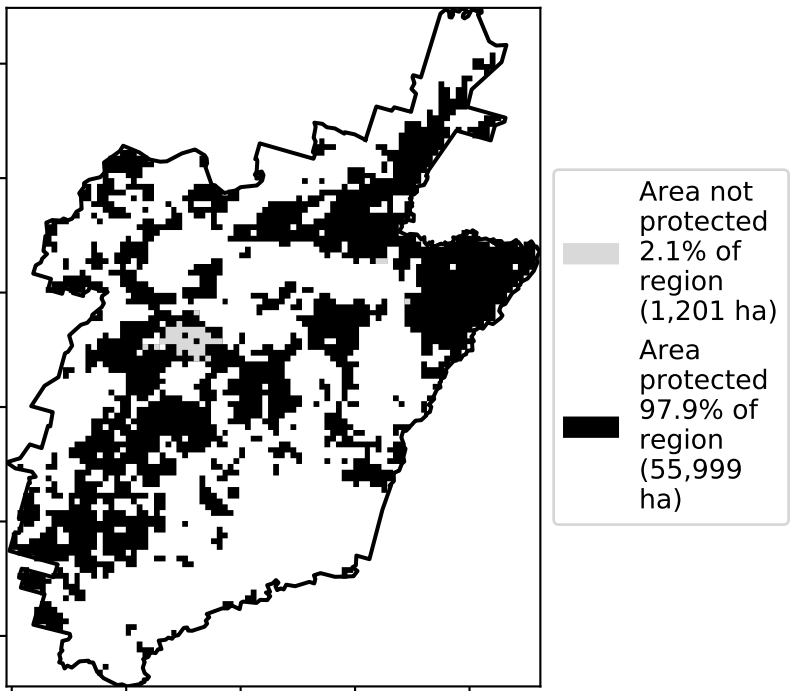 Area not
protected
2.1% of
region
(1,201 ha)
Area
protected
97.9% of
region
(55,999
ha)